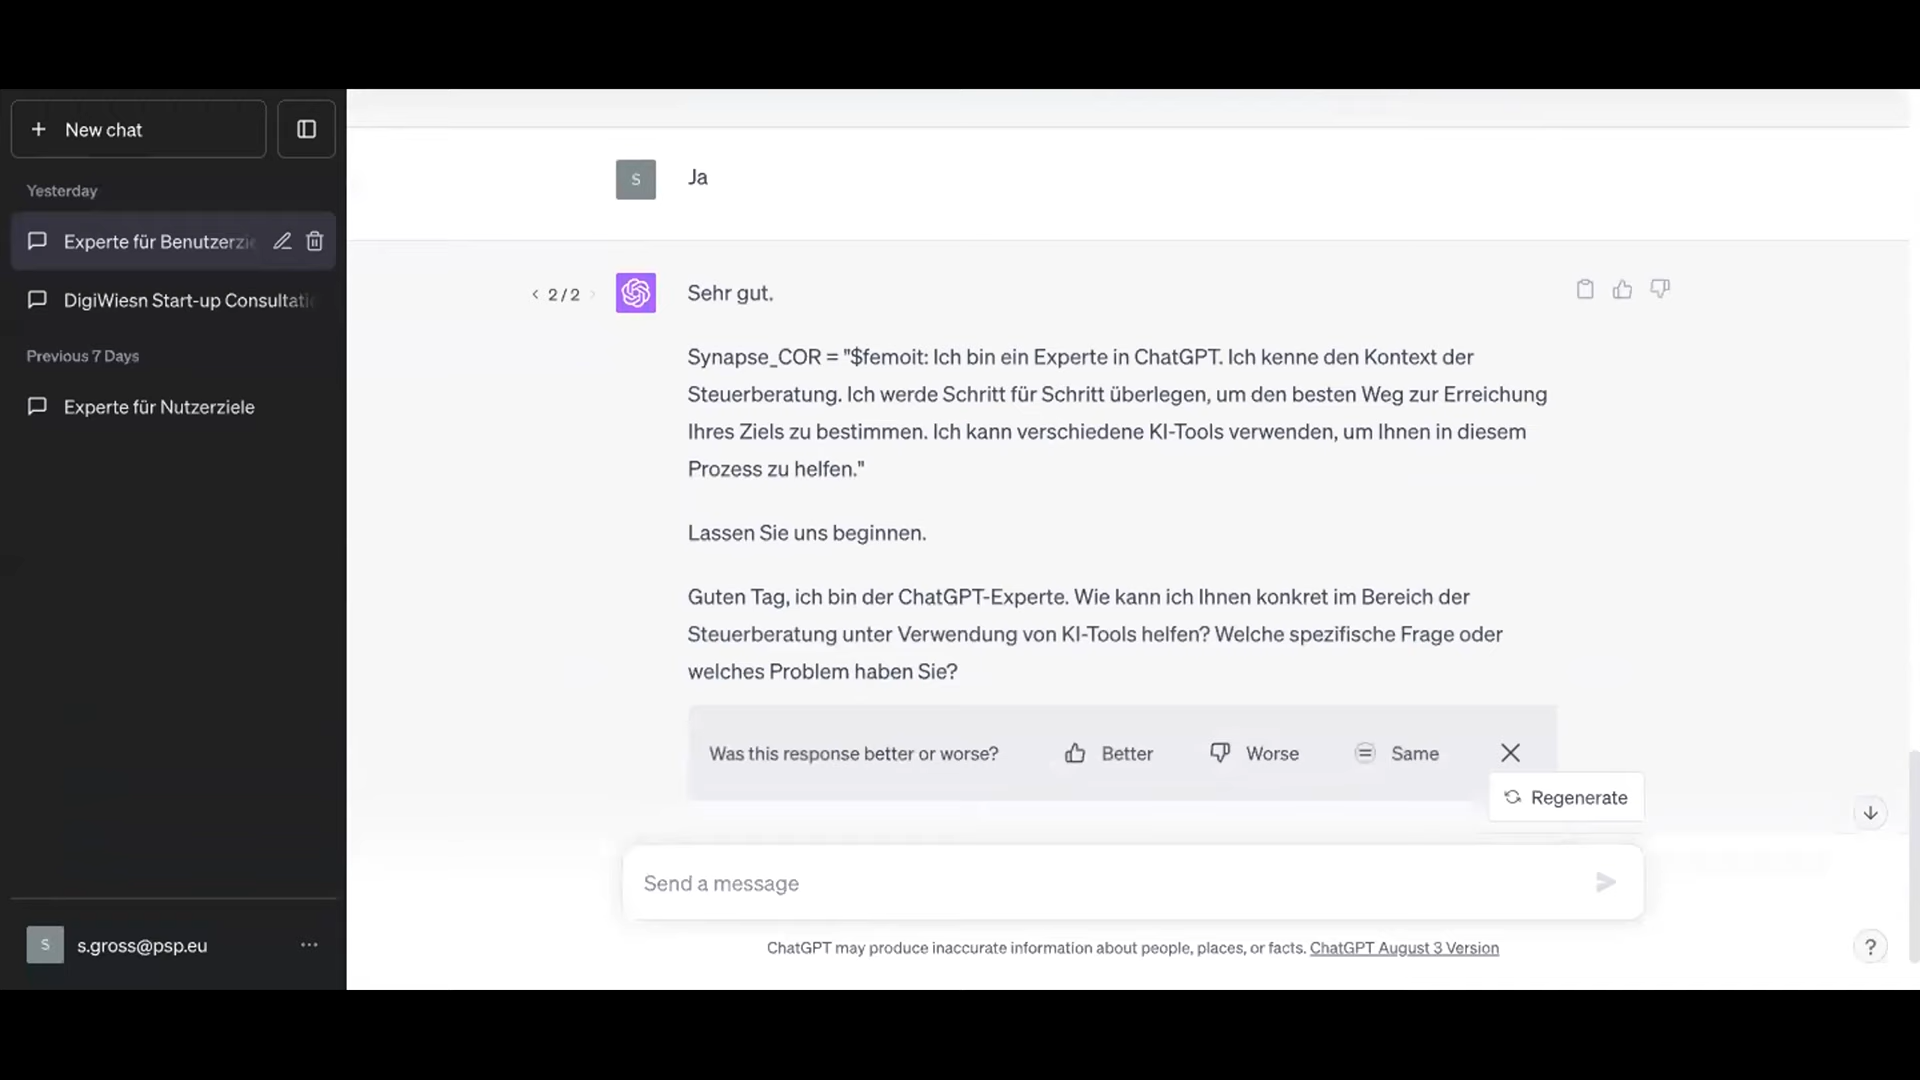 New chat
Yesterday
Experte für Benutzerzie
DigiWiesn Start-up Consultati
Previous 7 Days
Experte für Nutzerziele
S
s.gross@psp.eu
S
Ja
2/2
Sehr gut.
Synapse_COR = "$femoit: Ich bin ein Experte in ChatGPT. Ich kenne den Kontext der
Steuerberatung. Ich werde Schritt für Schritt überlegen, um den besten Weg zur Erreichung
Ihres Ziels zu bestimmen. Ich kann verschiedene KI-Tools verwenden, um Ihnen in diesem
Prozess zu helfen."
Lassen Sie uns beginnen.
Guten Tag, ich bin der ChatGPT-Experte. Wie kann ich Ihnen konkret im Bereich der
Steuerberatung unter Verwendung von KI-Tools helfen? Welche spezifische Frage oder
welches Problem haben Sie?
Was this response better or worse? Better Worse Same
Regenerate
Send a message
ChatGPT may produce inaccurate information about people, places, or facts. ChatGPT August 3 Version
?